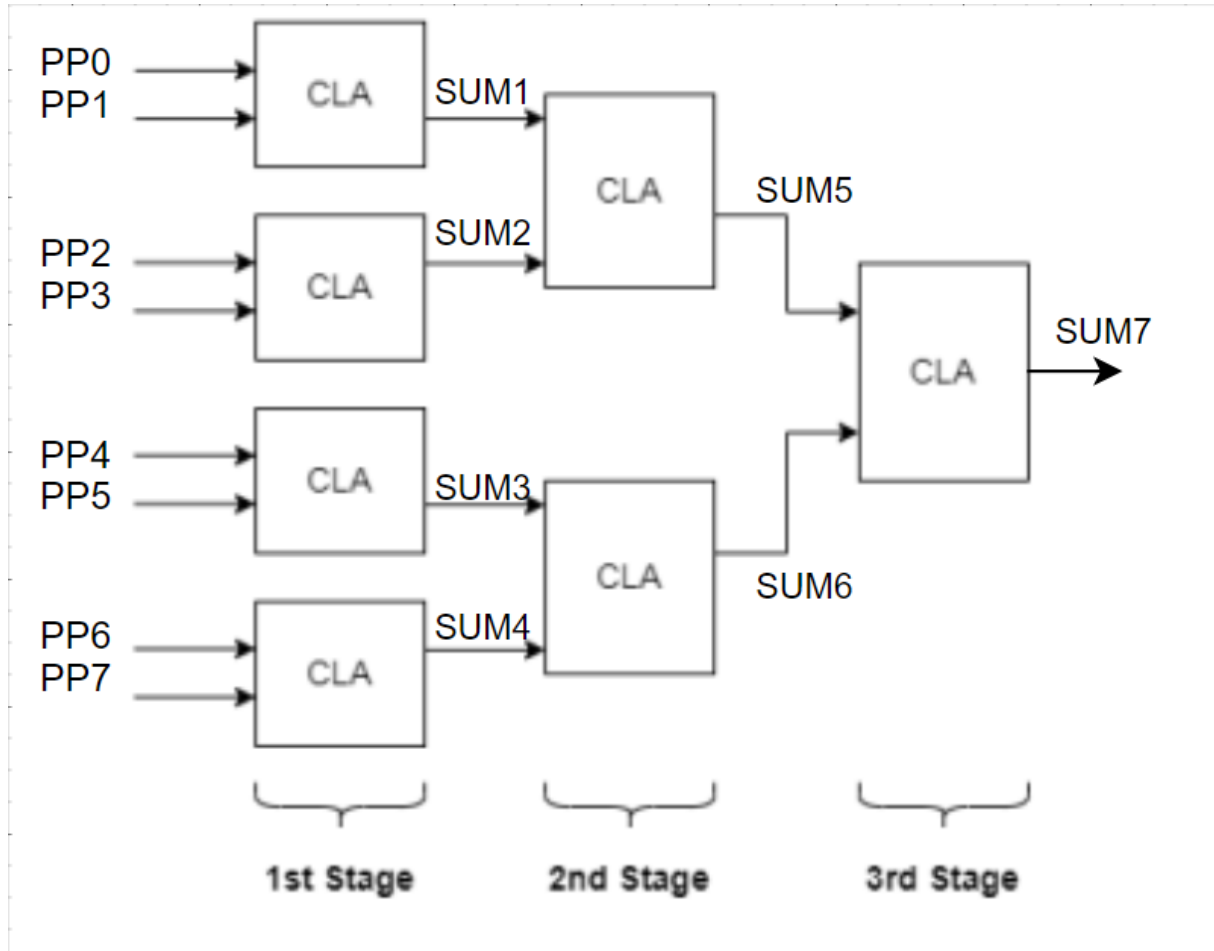 PP0
PP1
CLA
SUM1
CLA
SUM5
PP2
PP3
CLA
SUM2
CLA
SUM7
PP4
PP5
CLA
SUM3
CLA
SUM6
PP6
PP7
CLA
SUM4
1st Stage
2nd Stage
3rd Stage